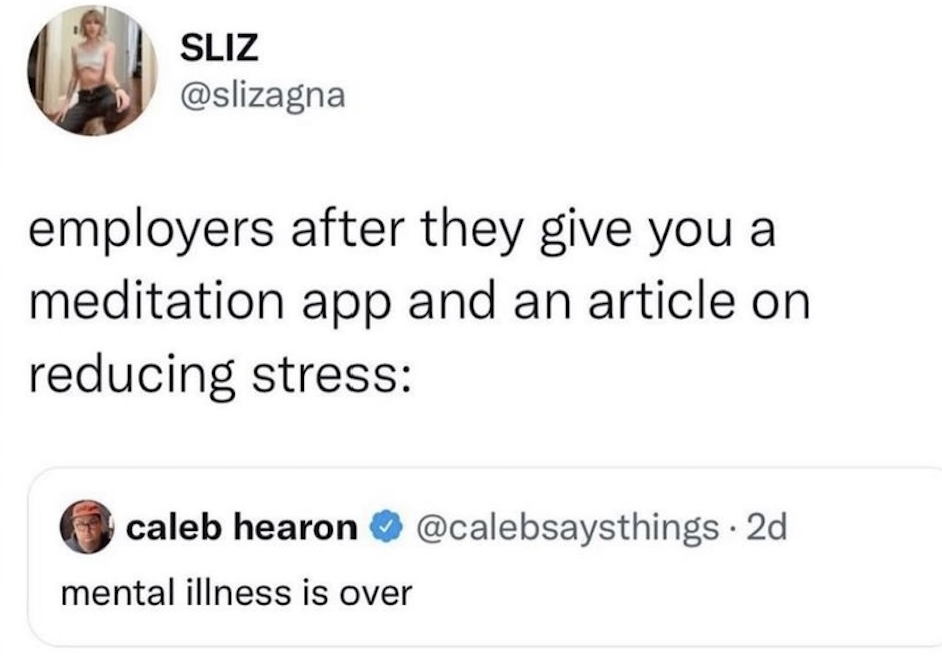 SLIZ
@slizagna
employers after they give you a
meditation app and an article on
reducing stress:
caleb hearon @calebsaysthings · 2d
mental illness is over